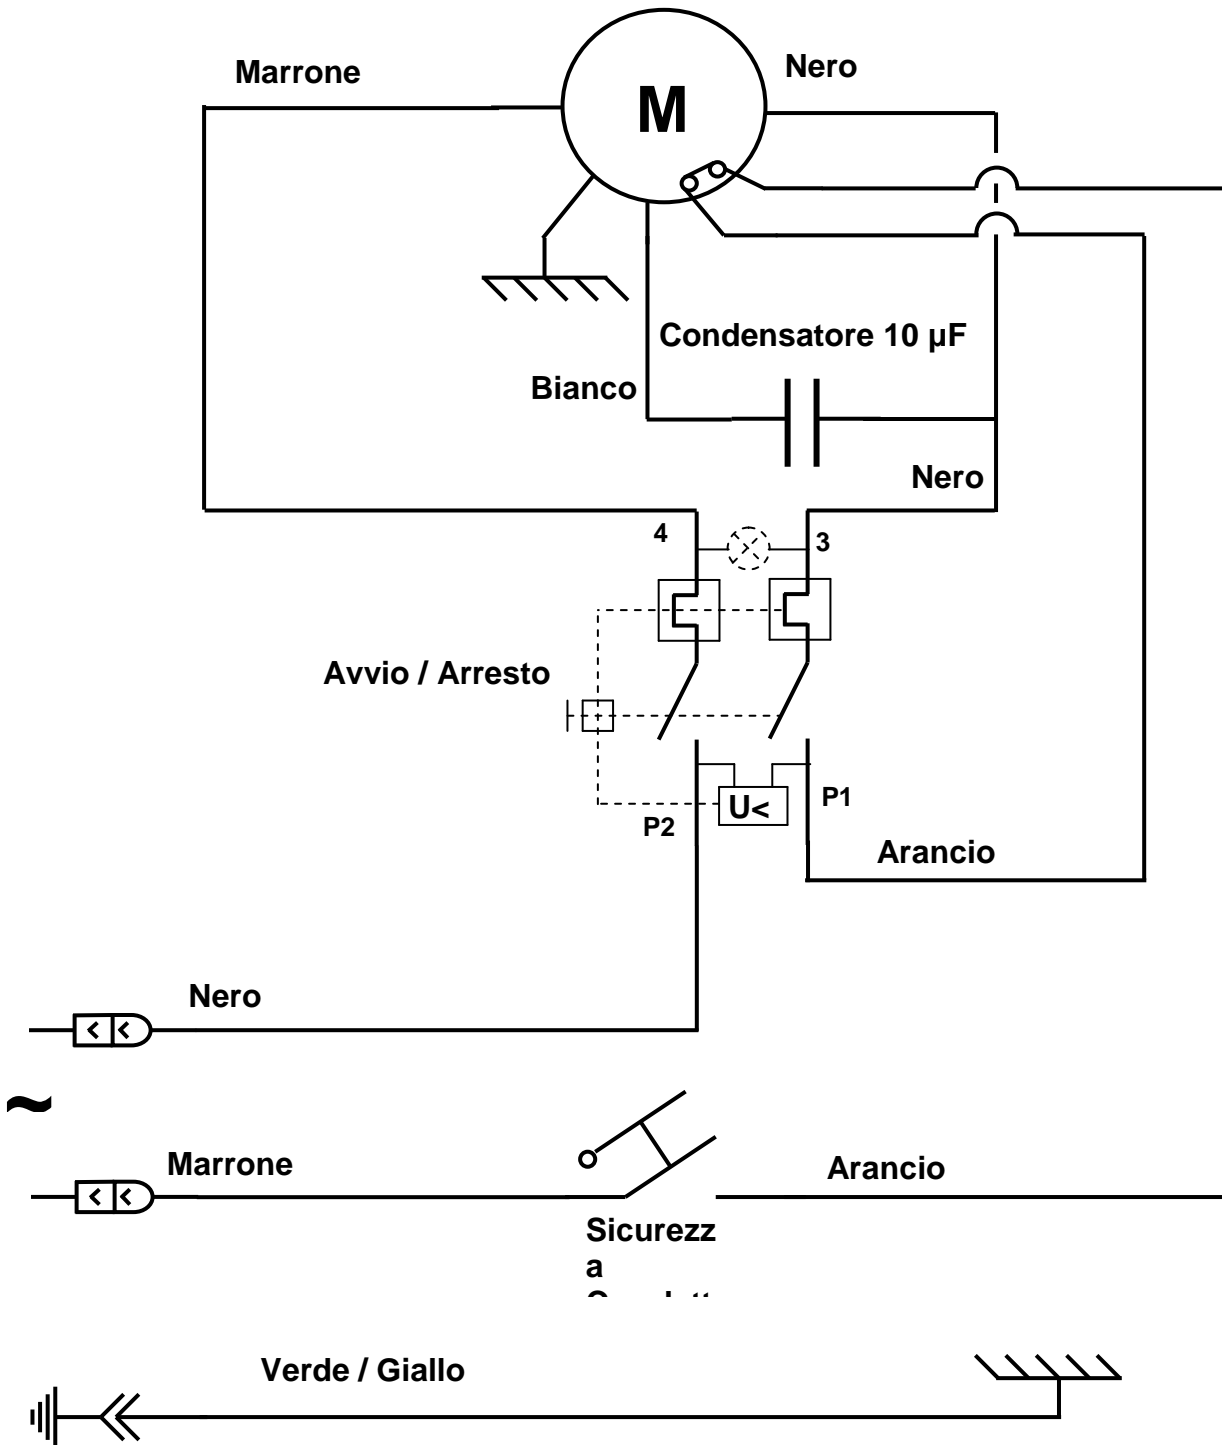 Marrone
Nero
M
Condensatore 10 µF
Bianco
Nero
4
3
Avvio / Arresto
U<
P1
P2
Arancio
Nero
~
Marrone
Arancio
Sicurezz
a
Verde / Giallo